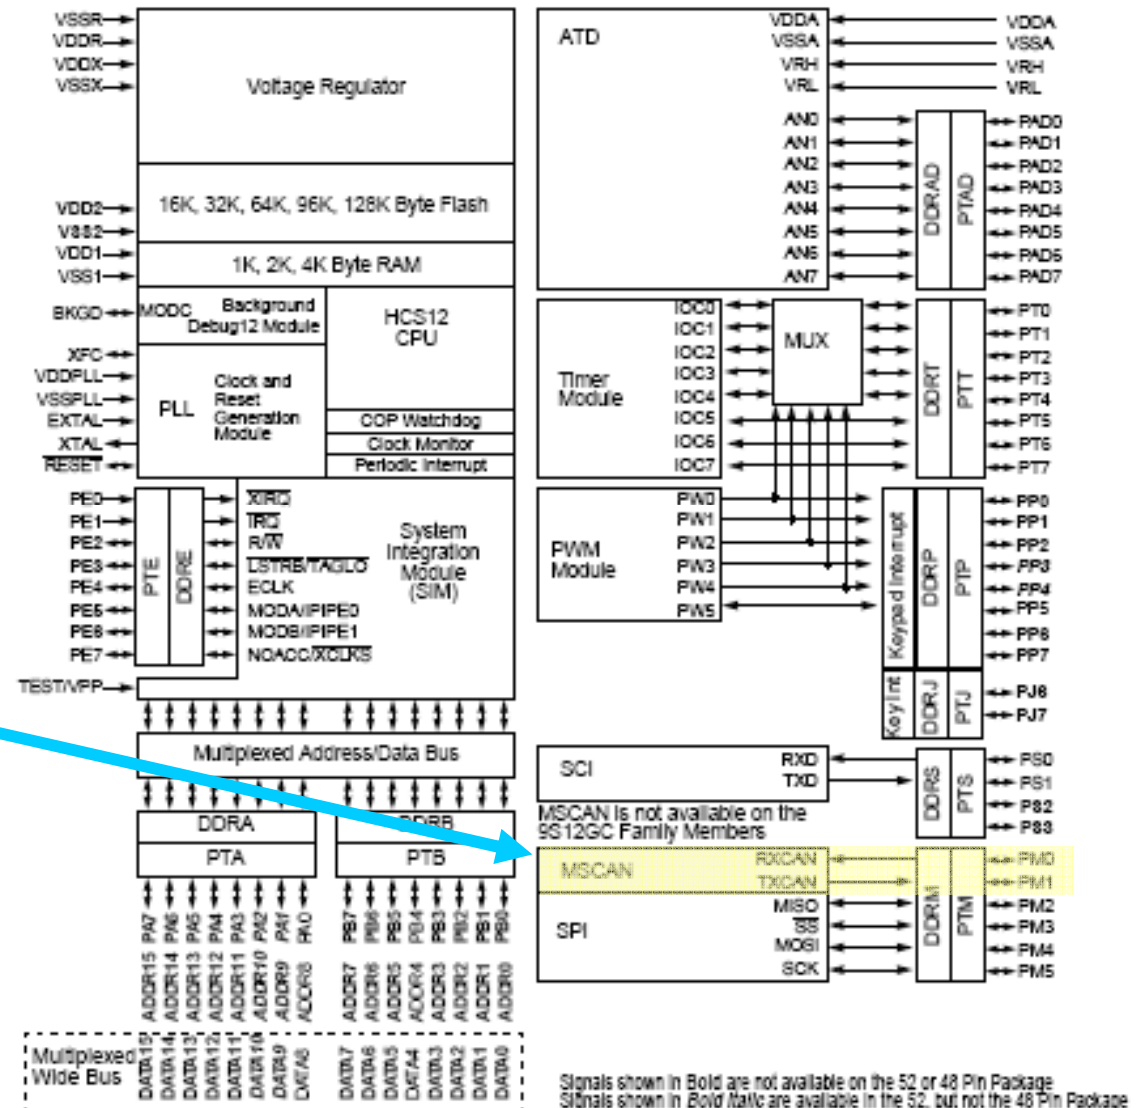 VSSR
VDDR
VDDX
VSSX
Voltage Regulator
VDD2
VSS2
16K, 32K, 64K, 96K, 128K Byte Flash
VDD1
VSS1
1K, 2K, 4K Byte RAM
BKGD
MODC
Background
Debug12 Module
HCS12
CPU
XFC
VDDPLL
VSSPLL
EXTAL
XTAL
RESET
PLL
Clock and
Reset
Generation
Module
COP Watchdog
Clock Monitor
Periodic Interrupt
PE0
PE1
PE2
PE3
PE4
PE5
PE6
PE7
PTE
DDRE
XIRQ
IRQ
R/W
LSTRB/TAGLO
ECLK
MODA/IPIPE0
MODB/IPIPE1
NOACC/XCLKS
System
Integration
Module
(SIM)
TEST/VPP
Multiplexed Address/Data Bus
DDRA
PTA
DDRB
PTB
PA7
PA6
PA5
PA4
PA3
PA2
PA1
PA0
PB7
PB6
PB5
PB4
PB3
PB2
PB1
PB0
ADDR15
ADDR14
ADDR13
ADDR12
ADDR11
ADDR10
ADDR9
ADDR8
ADDR7
ADDR6
ADDR5
ADDR4
ADDR3
ADDR2
ADDR1
ADDR0
Multiplexed
Wide Bus
DATA15
DATA14
DATA13
DATA12
DATA11
DATA10
DATA9
DATA8
DATA7
DATA6
DATA5
DATA4
DATA3
DATA2
DATA1
DATA0
ATD
VDDA
VSSA
VRH
VRL
VDDA
VSSA
VRH
VRL
AN0
AN1
AN2
AN3
AN4
AN5
AN6
AN7
DDRAD
PTAD
PAD0
PAD1
PAD2
PAD3
PAD4
PAD5
PAD6
PAD7
Timer
Module
IOC0
IOC1
IOC2
IOC3
IOC4
IOC5
IOC6
IOC7
MUX
DDRT
PTT
PT0
PT1
PT2
PT3
PT4
PT5
PT6
PT7
PWM
Module
PW0
PW1
PW2
PW3
PW4
PW5
Keypad Interrupt
DDRP
PTP
PP0
PP1
PP2
PP3
PP4
PP5
PP6
PP7
Key Int
DDRJ
PTJ
PJ6
PJ7
SCI
RXD
TXD
DDRS
PTS
PS0
PS1
PS2
PS3
MSCAN is not available on the
9S12GC Family Members
MSCAN
RXCAN
TXCAN
SPI
MISO
SS
MOSI
SCK
DDRM
PTM
PM0
PM1
PM2
PM3
PM4
PM5
Signals shown in Bold are not available on the 52 or 48 Pin Package
Signals shown in Bold Italic are available in the 52, but not the 48 Pin Package